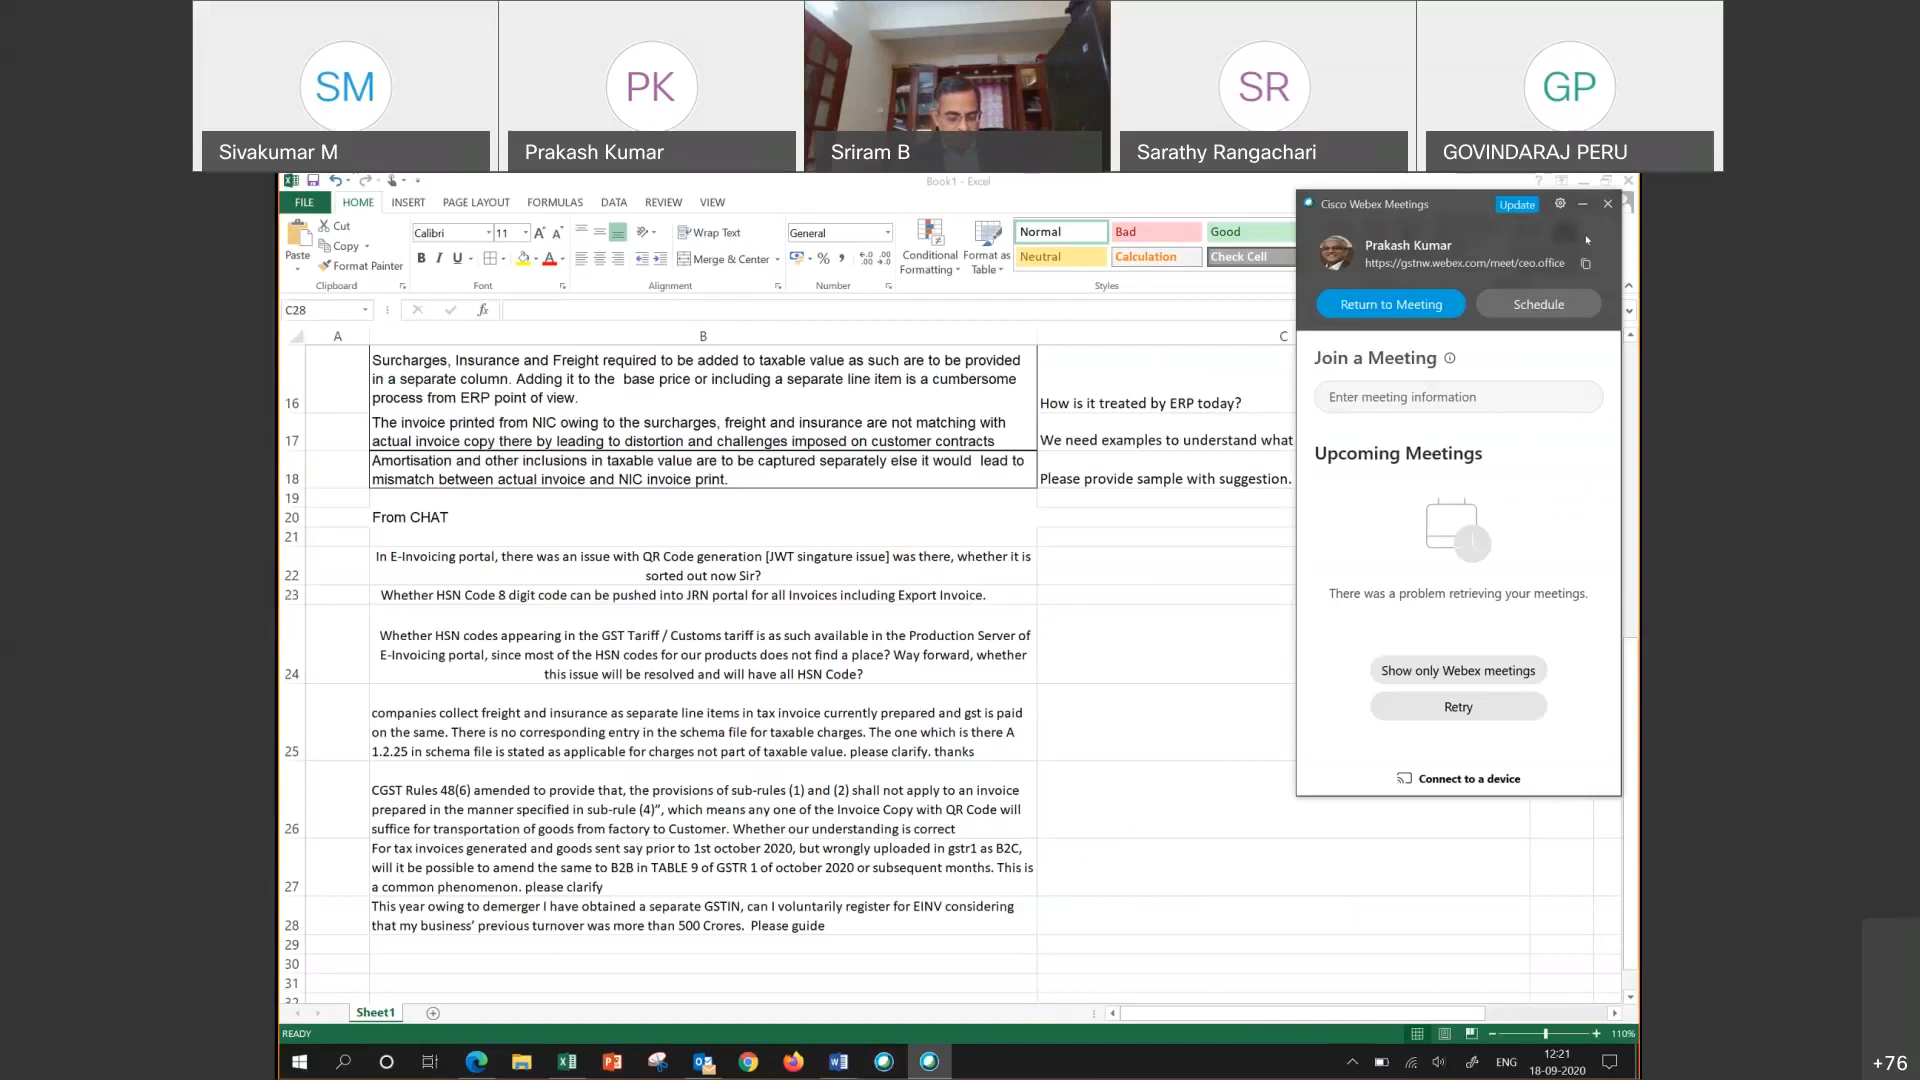 SM
PK
SR
GP
Sivakumar M
Prakash Kumar
Sriram B
Sarathy Rangachari
GOVINDARAJ PERU
Book1 - Excel
FILE
HOME
INSERT
PAGE LAYOUT
FORMULAS
DATA
REVIEW
VIEW
Paste
Cut
Copy
Format Painter
Clipboard
Calibri
11
B I U
Font
Wrap Text
Merge & Center
Alignment
General
Number
Conditional
Formatting
Format as
Table
Normal
Bad
Good
Neutral
Calculation
Check Cell
Styles
C28
fx
A
B
C
16
Surcharges, Insurance and Freight required to be added to taxable value as such are to be provided
in a separate column. Adding it to the  base price or including a separate line item is a cumbersome
process from ERP point of view.
How is it treated by ERP today?
17
The invoice printed from NIC owing to the surcharges, freight and insurance are not matching with
actual invoice copy there by leading to distortion and challenges imposed on customer contracts
We need examples to understand what
18
Amortisation and other inclusions in taxable value are to be captured separately else it would  lead to
mismatch between actual invoice and NIC invoice print.
Please provide sample with suggestion.
19
20
From CHAT
21
22
In E-Invoicing portal, there was an issue with QR Code generation [JWT singature issue] was there, whether it is
sorted out now Sir?
23
Whether HSN Code 8 digit code can be pushed into JRN portal for all Invoices including Export Invoice.
24
Whether HSN codes appearing in the GST Tariff / Customs tariff is as such available in the Production Server of
E-Invoicing portal, since most of the HSN codes for our products does not find a place? Way forward, whether
this issue will be resolved and will have all HSN Code?
25
companies collect freight and insurance as separate line items in tax invoice currently prepared and gst is paid
on the same. There is no corresponding entry in the schema file for taxable charges. The one which is there A
1.2.25 in schema file is stated as applicable for charges not part of taxable value. please clarify. thanks
26
CGST Rules 48(6) amended to provide that, the provisions of sub-rules (1) and (2) shall not apply to an invoice
prepared in the manner specified in sub-rule (4)”, which means any one of the Invoice Copy with QR Code will
suffice for transportation of goods from factory to Customer. Whether our understanding is correct
27
For tax invoices generated and goods sent say prior to 1st october 2020, but wrongly uploaded in gstr1 as B2C,
will it be possible to amend the same to B2B in TABLE 9 of GSTR 1 of october 2020 or subsequent months. This is
a common phenomenon. please clarify
28
This year owing to demerger I have obtained a separate GSTIN, can I voluntarily register for EINV considering
that my business’ previous turnover was more than 500 Crores.  Please guide
29
30
31
32
Sheet1
READY
110%
Cisco Webex Meetings
Update
Prakash Kumar
https://gstnw.webex.com/meet/ceo.office
Return to Meeting
Schedule
Join a Meeting
Enter meeting information
Upcoming Meetings
There was a problem retrieving your meetings.
Show only Webex meetings
Retry
Connect to a device
ENG
12:21
18-09-2020
+76